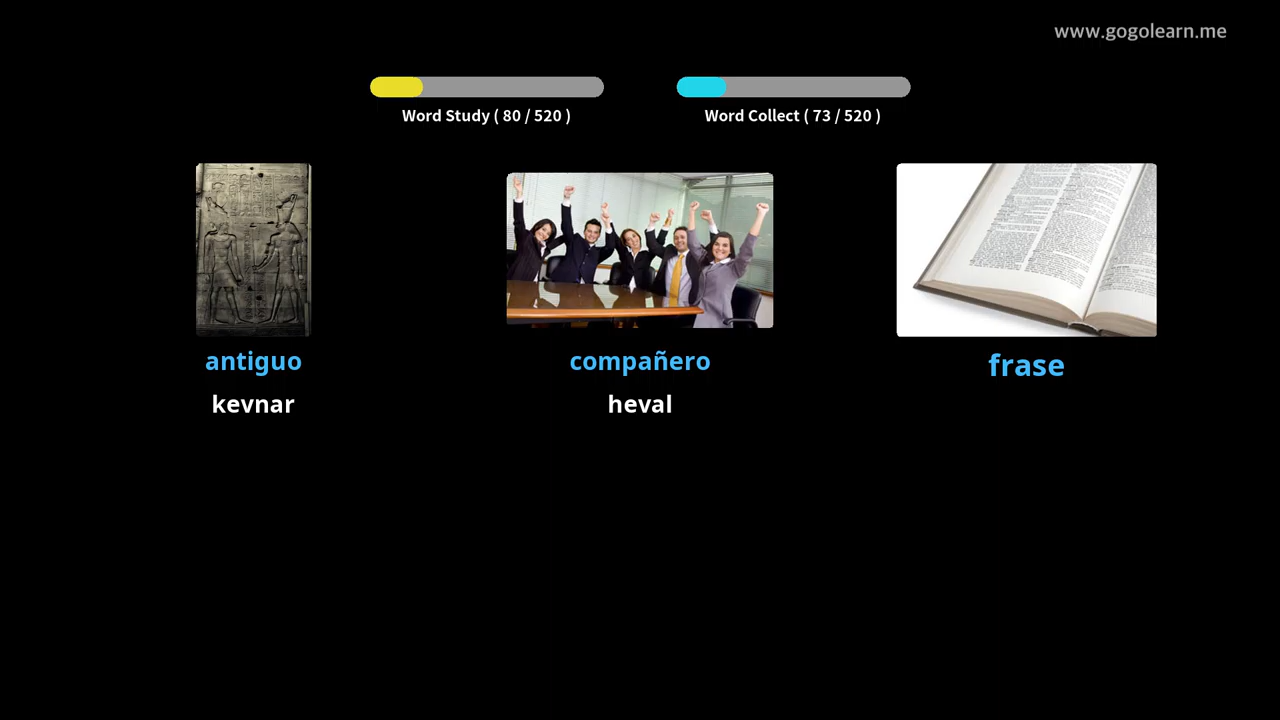 www.gogolearn.me
Word Study ( 80 / 520 )
Word Collect ( 73 / 520 )
antiguo
compañero
frase
kevnar
heval